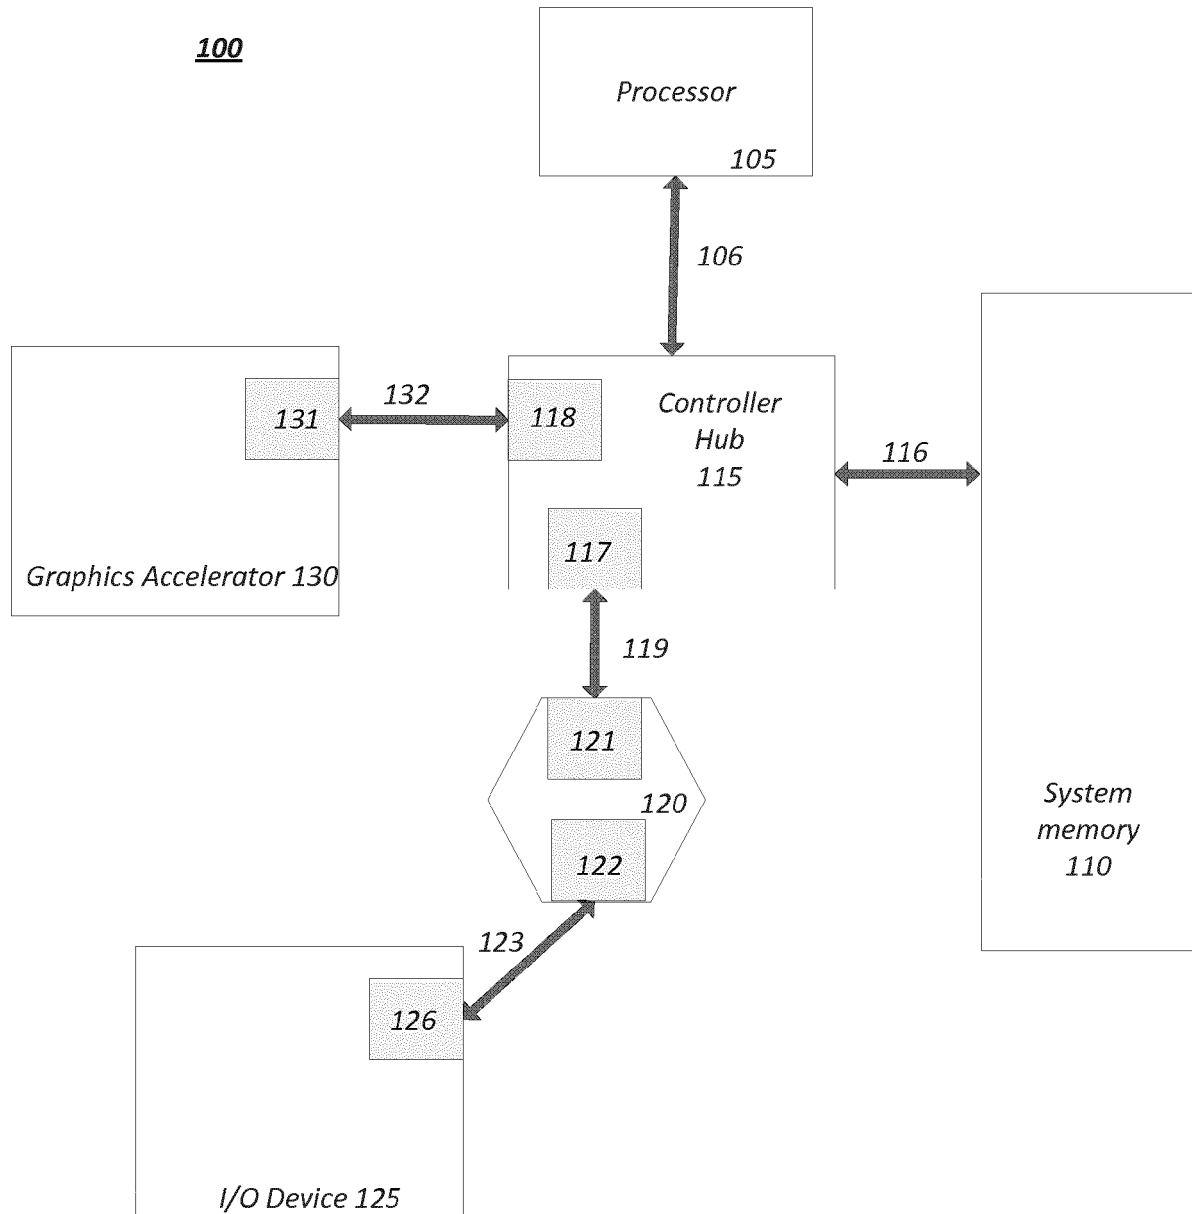 100
Processor
105
106
132
131
118
Controller
Hub
115
116
117
Graphics Accelerator 130
119
121
120
System
memory
110
122
123
126
I/O Device 125